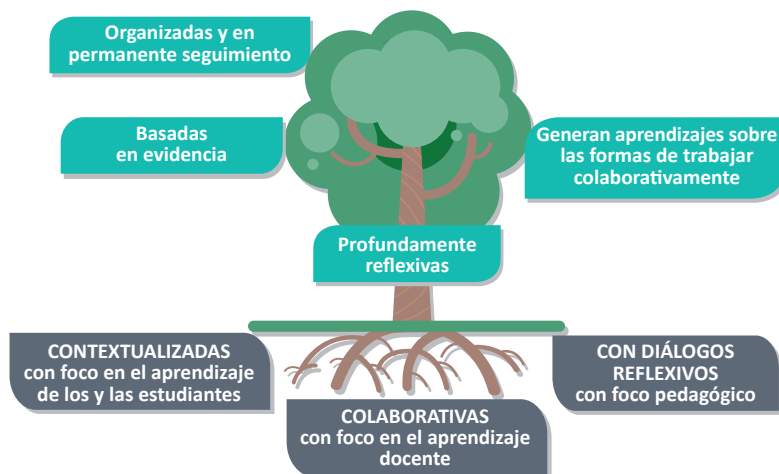 Organizadas y en
permanente seguimiento
Basadas
en evidencia
Generan aprendizajes sobre
las formas de trabajar
colaborativamente
Profundamente
reflexivas
CONTEXTUALIZADAS
con foco en el aprendizaje
de los y las estudiantes
COLABORATIVAS
con foco en el aprendizaje
docente
CON DIÁLOGOS
REFLEXIVOS
con foco pedagógico